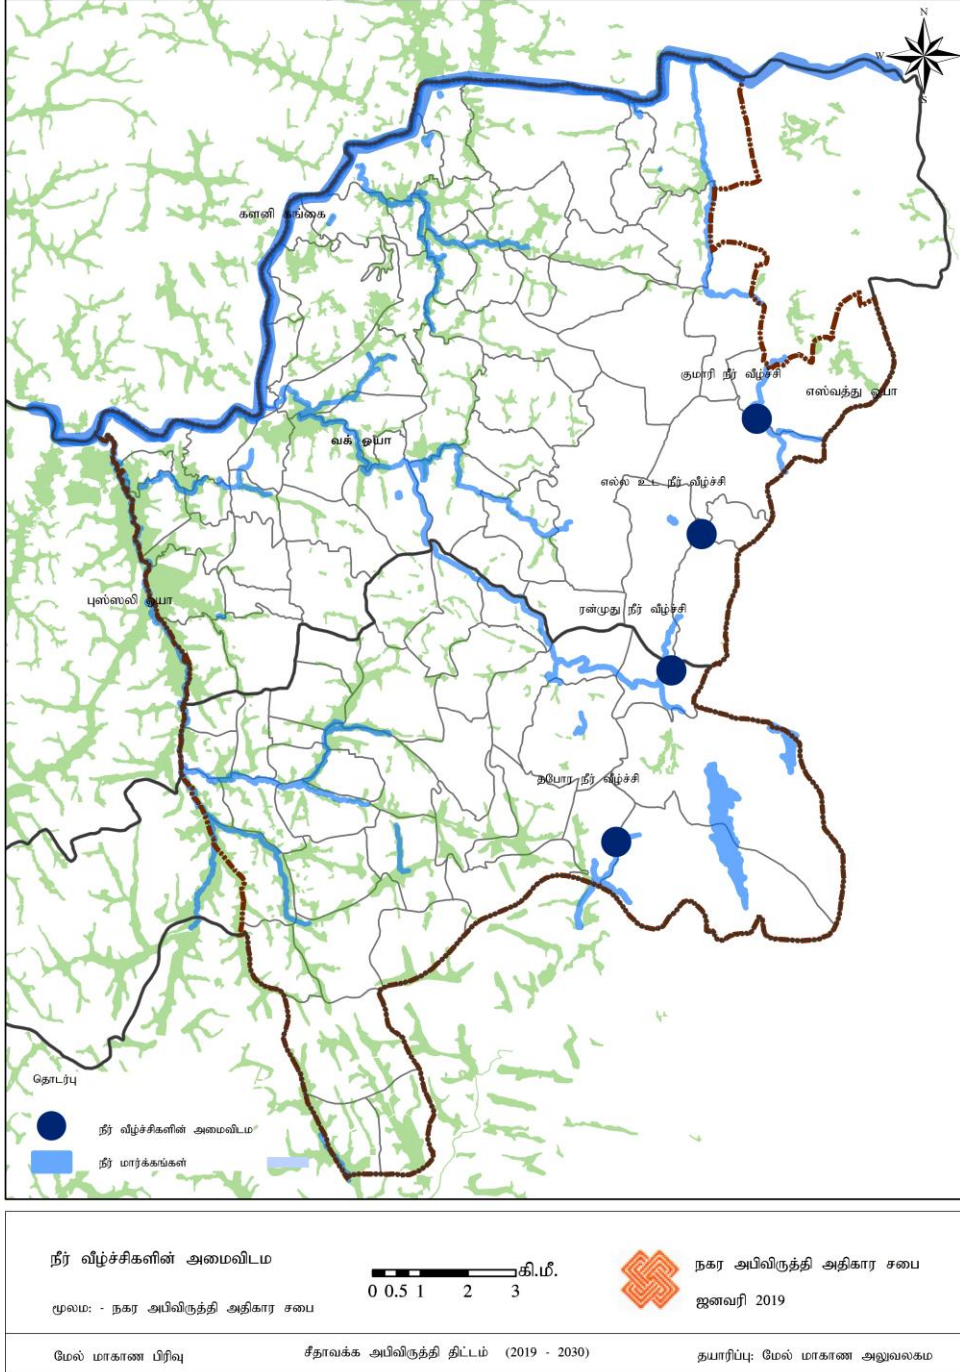 N
W
S
களனி கங்கை
குமாரி நீர் வீழ்ச்சி
எஸ்வத்து ஓயா
வக் ஓயா
எல்ல உட நீர் வீழ்ச்சி
புஸ்ஸலி ஓயா
ரன்முது நீர் வீழ்ச்சி
தபோர நீர் வீழ்ச்சி
தொடர்பு
நீர் வீழ்ச்சிகளின் அமைவிடம
நீர் மார்க்கங்கள்
நீர் வீழ்ச்சிகளின் அமைவிடம
கி.மீ.
0 0.5 1 2 3
மூலம: - நகர அபிவிருத்தி அதிகார சபை
நகர அபிவிருத்தி அதிகார சபை
ஜனவரி 2019
மேல் மாகாண பிரிவு
சீதாவக்க அபிவிருத்தி திட்டம் (2019 - 2030)
தயாரிப்பு: மேல் மாகாண அலுவலகம